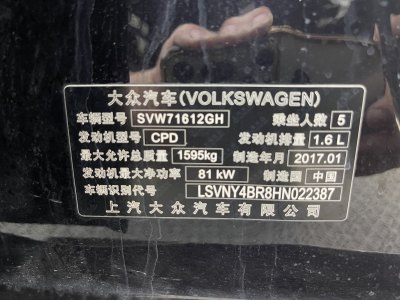 大众汽车(VOLKSWAGEN)
车辆型号 SVW71612GH 乘坐人数 5
发动机型号 CPD 发动机排量 1.6 L
最大允许总质量 1595kg 制造年月 2017.01
发动机最大净功率 81 kW 制造国 中国
车辆识别代号 LSVNY4BR8HN022387
上汽大众汽车有限公司